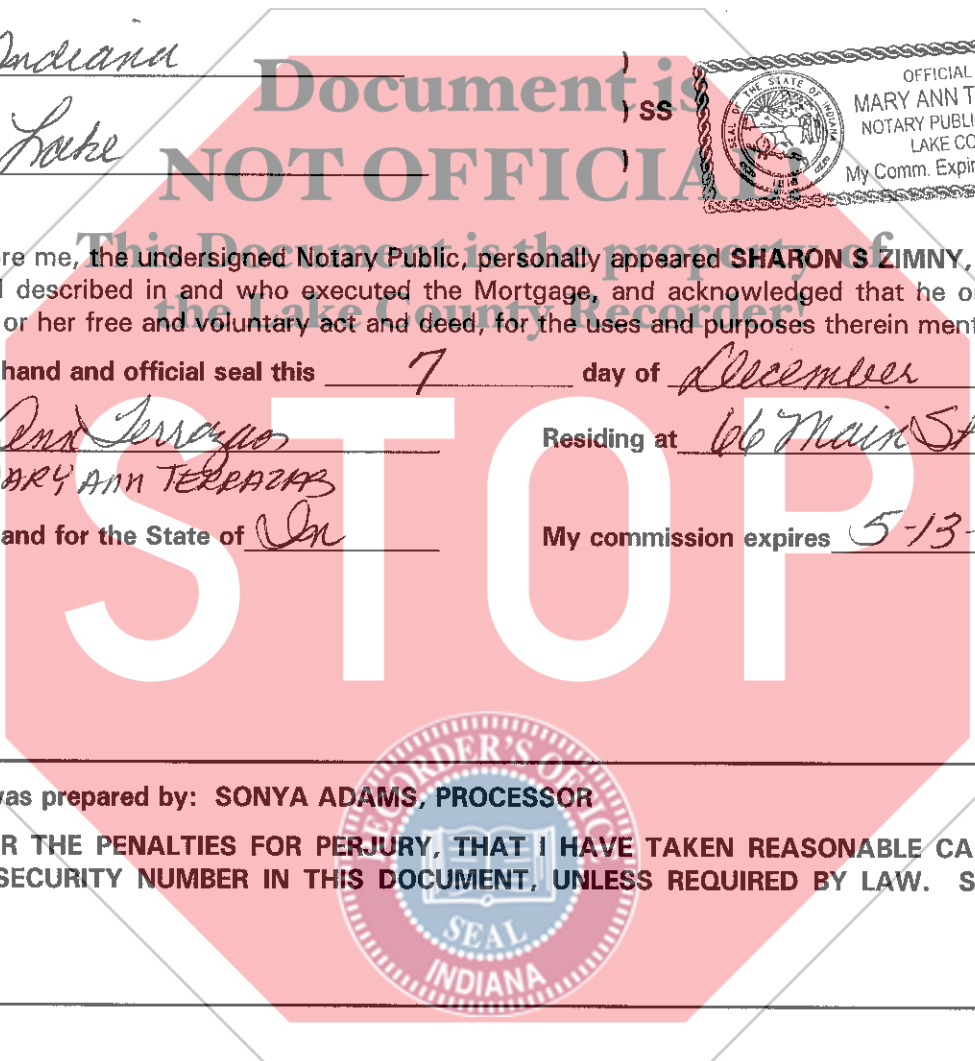 Indiana
Document is
) SS
OFFICIAL
MARY ANN T
NOTARY PUBLI
LAKE CO
My Comm. Expir
SEAL OF THE STATE OF INDIANA
1816
Lake
NOT OFFICIAL!
This Document is the property of
the Lake County Recorder!
re me, the undersigned Notary Public, personally appeared SHARON S ZIMNY,
described in and who executed the Mortgage, and acknowledged that he o
or her free and voluntary act and deed, for the uses and purposes therein ment
hand and official seal this 7 day of December
Ann Terrazas Residing at 66 Main St
ARY ANN TERRAZAS
and for the State of In My commission expires 5-13-
STOP
was prepared by: SONYA ADAMS, PROCESSOR
R THE PENALTIES FOR PERJURY, THAT I HAVE TAKEN REASONABLE CA
SECURITY NUMBER IN THIS DOCUMENT, UNLESS REQUIRED BY LAW. S
RECORDER'S OFFICE
SEAL
INDIANA